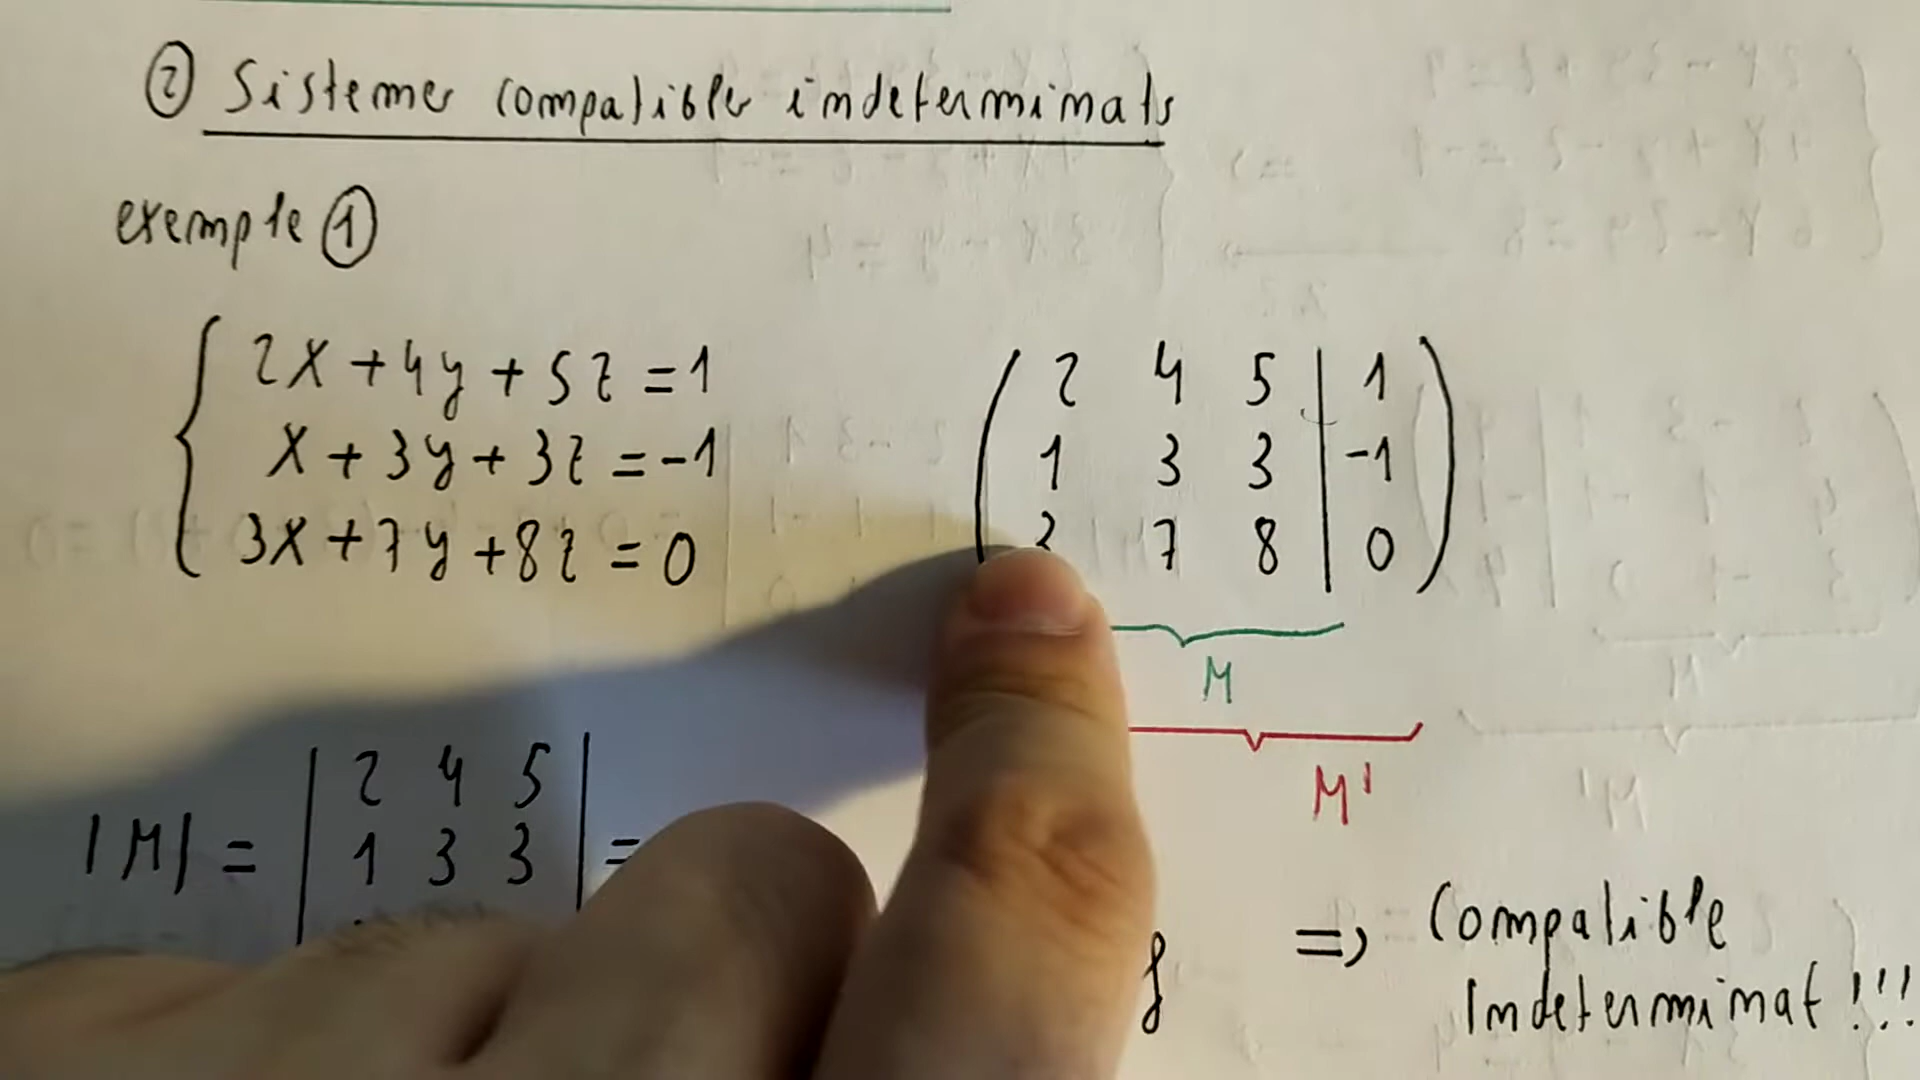 ② Sistemes compatibles indeterminats
exemple ①
2x + 4y + 5z = 1
x + 3y + 3z = -1
3x + 7y + 8z = 0
2 4 5 | 1
1 3 3 | -1
3 7 8 | 0
M
M'
|M| = | 2 4 5
1 3 3 | =
=> Compatible
Indeterminat!!!